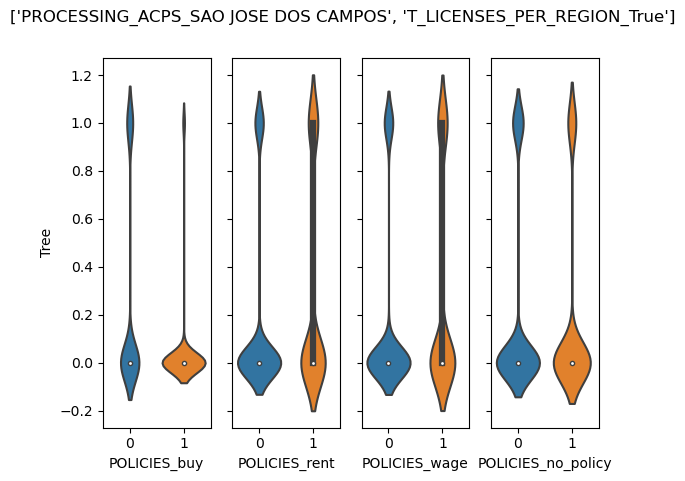 ['PROCESSING_ACPS_SAO JOSE DOS CAMPOS', 'T_LICENSES_PER_REGION_True']
1.2
1.0
0.8
0.6
0.4
0.2
0.0
−0.2
Tree
0 1
POLICIES_buy
0 1
POLICIES_rent
0 1
POLICIES_wage
0 1
POLICIES_no_policy